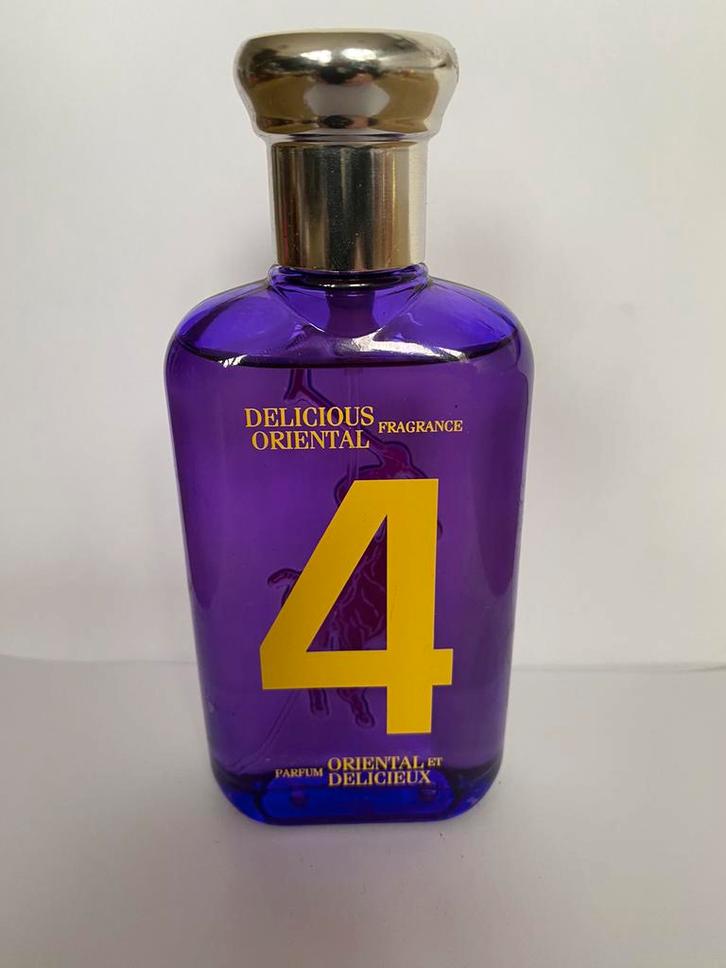 DELICIOUS
ORIENTAL FRAGRANCE
4
PARFUM ORIENTAL ET
DELICIEUX